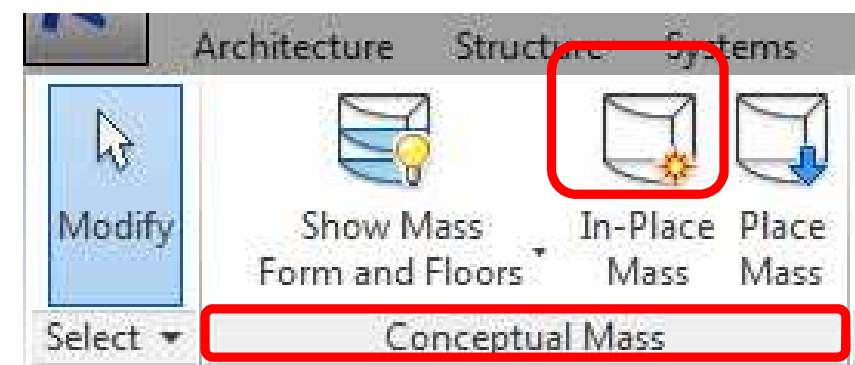 Architecture Structure Systems
Modify
Show Mass
Form and Floors
In-Place
Mass
Place
Mass
Select
Conceptual Mass